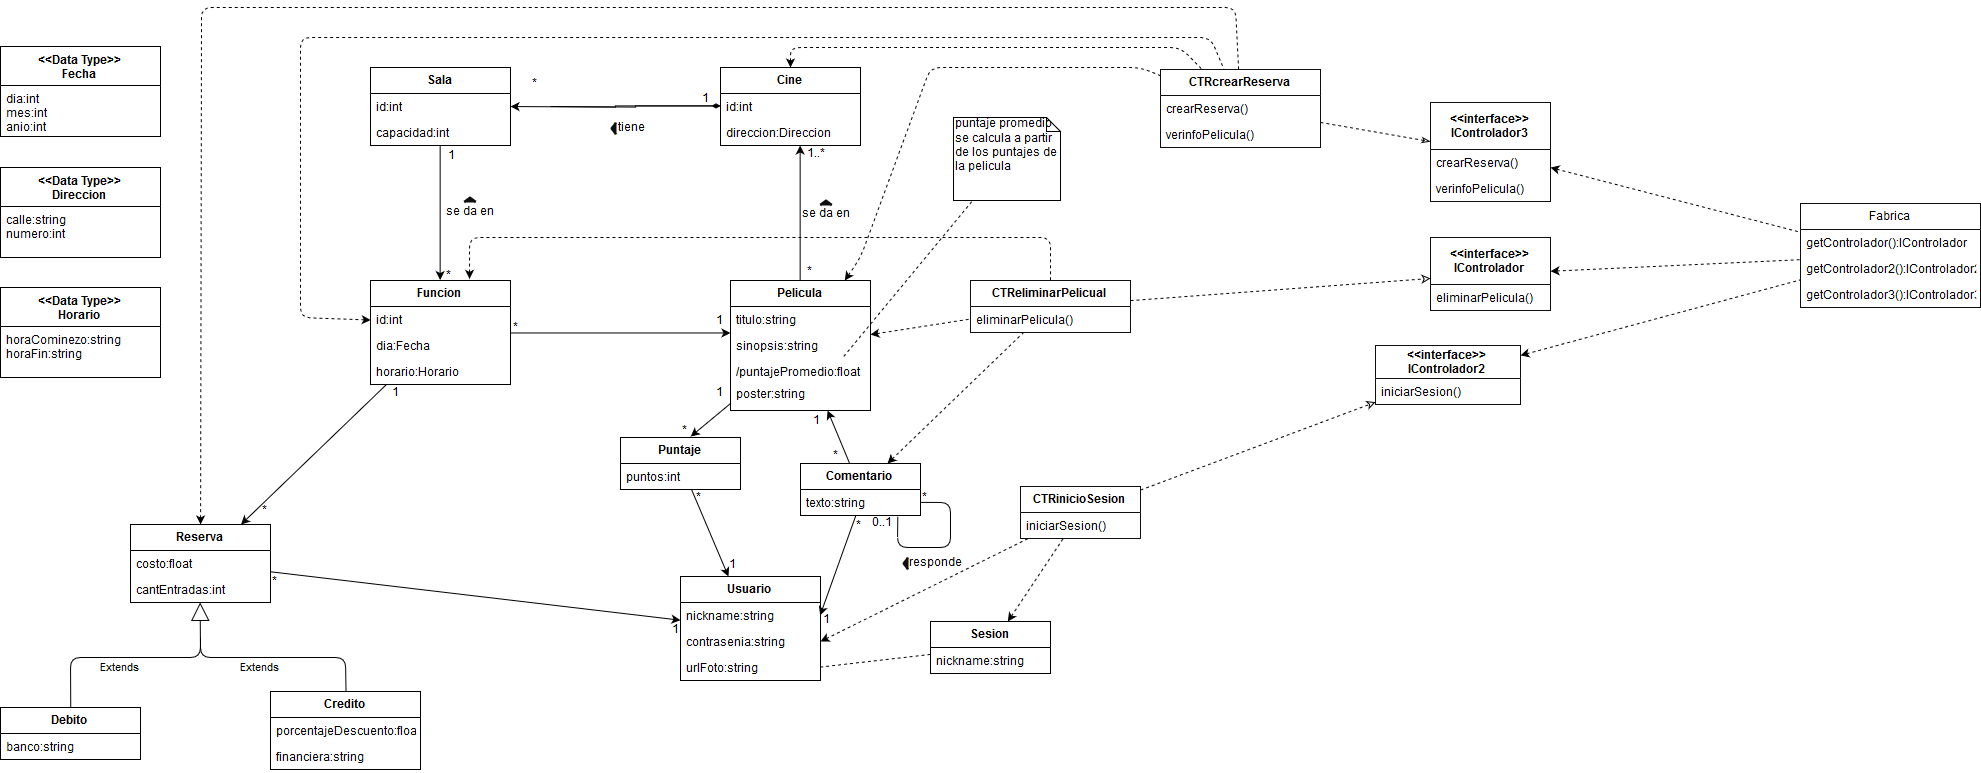 <<Data Type>>
Fecha
dia:int
mes:int
anio:int
<<Data Type>>
Direccion
calle:string
numero:int
<<Data Type>>
Horario
horaCominezo:string
horaFin:string
Sala
id:int
capacidad:int
*
1
tiene
Cine
id:int
direccion:Direccion
1
se da en
*
1..*
se da en
*
puntaje promedio
se calcula a partir
de los puntajes de
la pelicula
CTRcrearReserva
crearReserva()
verinfoPelicula()
<<interface>>
IControlador3
crearReserva()
verinfoPelicula()
Fabrica
getControlador():IControlador
getControlador2():IControlador2
getControlador3():IControlador3
<<interface>>
IControlador
eliminarPelicula()
<<interface>>
IControlador2
iniciarSesion()
Funcion
id:int
dia:Fecha
horario:Horario
*
1
Pelicula
titulo:string
sinopsis:string
/puntajePromedio:float
poster:string
CTReliminarPelicual
eliminarPelicula()
1
1
*
1
*
Puntaje
puntos:int
*
1
Comentario
texto:string
*
0..1
*
responde
1
CTRinicioSesion
iniciarSesion()
*
Reserva
costo:float
cantEntradas:int
*
1
Usuario
nickname:string
contrasenia:string
urlFoto:string
Sesion
nickname:string
Extends
Extends
Debito
banco:string
Credito
porcentajeDescuento:floa
financiera:string